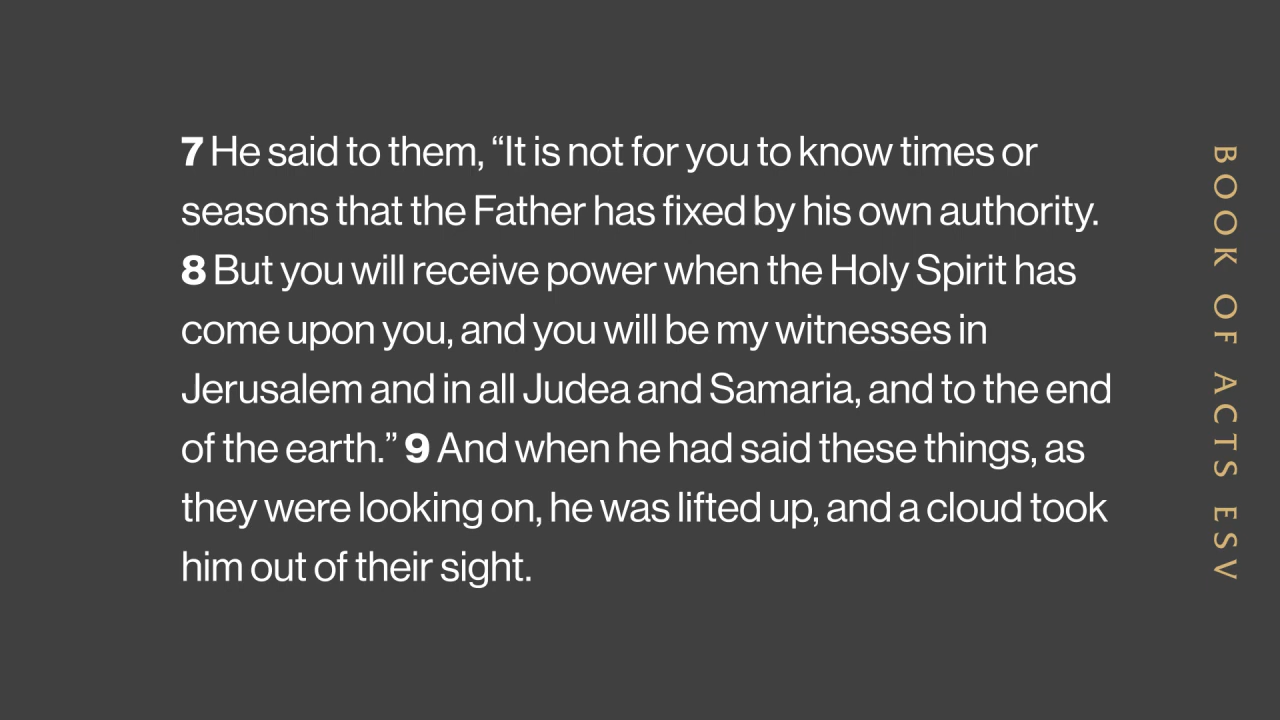 7 He said to them, “It is not for you to know times or
seasons that the Father has fixed by his own authority.
8 But you will receive power when the Holy Spirit has
come upon you, and you will be my witnesses in
Jerusalem and in all Judea and Samaria, and to the end
of the earth.” 9 And when he had said these things, as
they were looking on, he was lifted up, and a cloud took
him out of their sight.
BOOK OF ACTS ESV